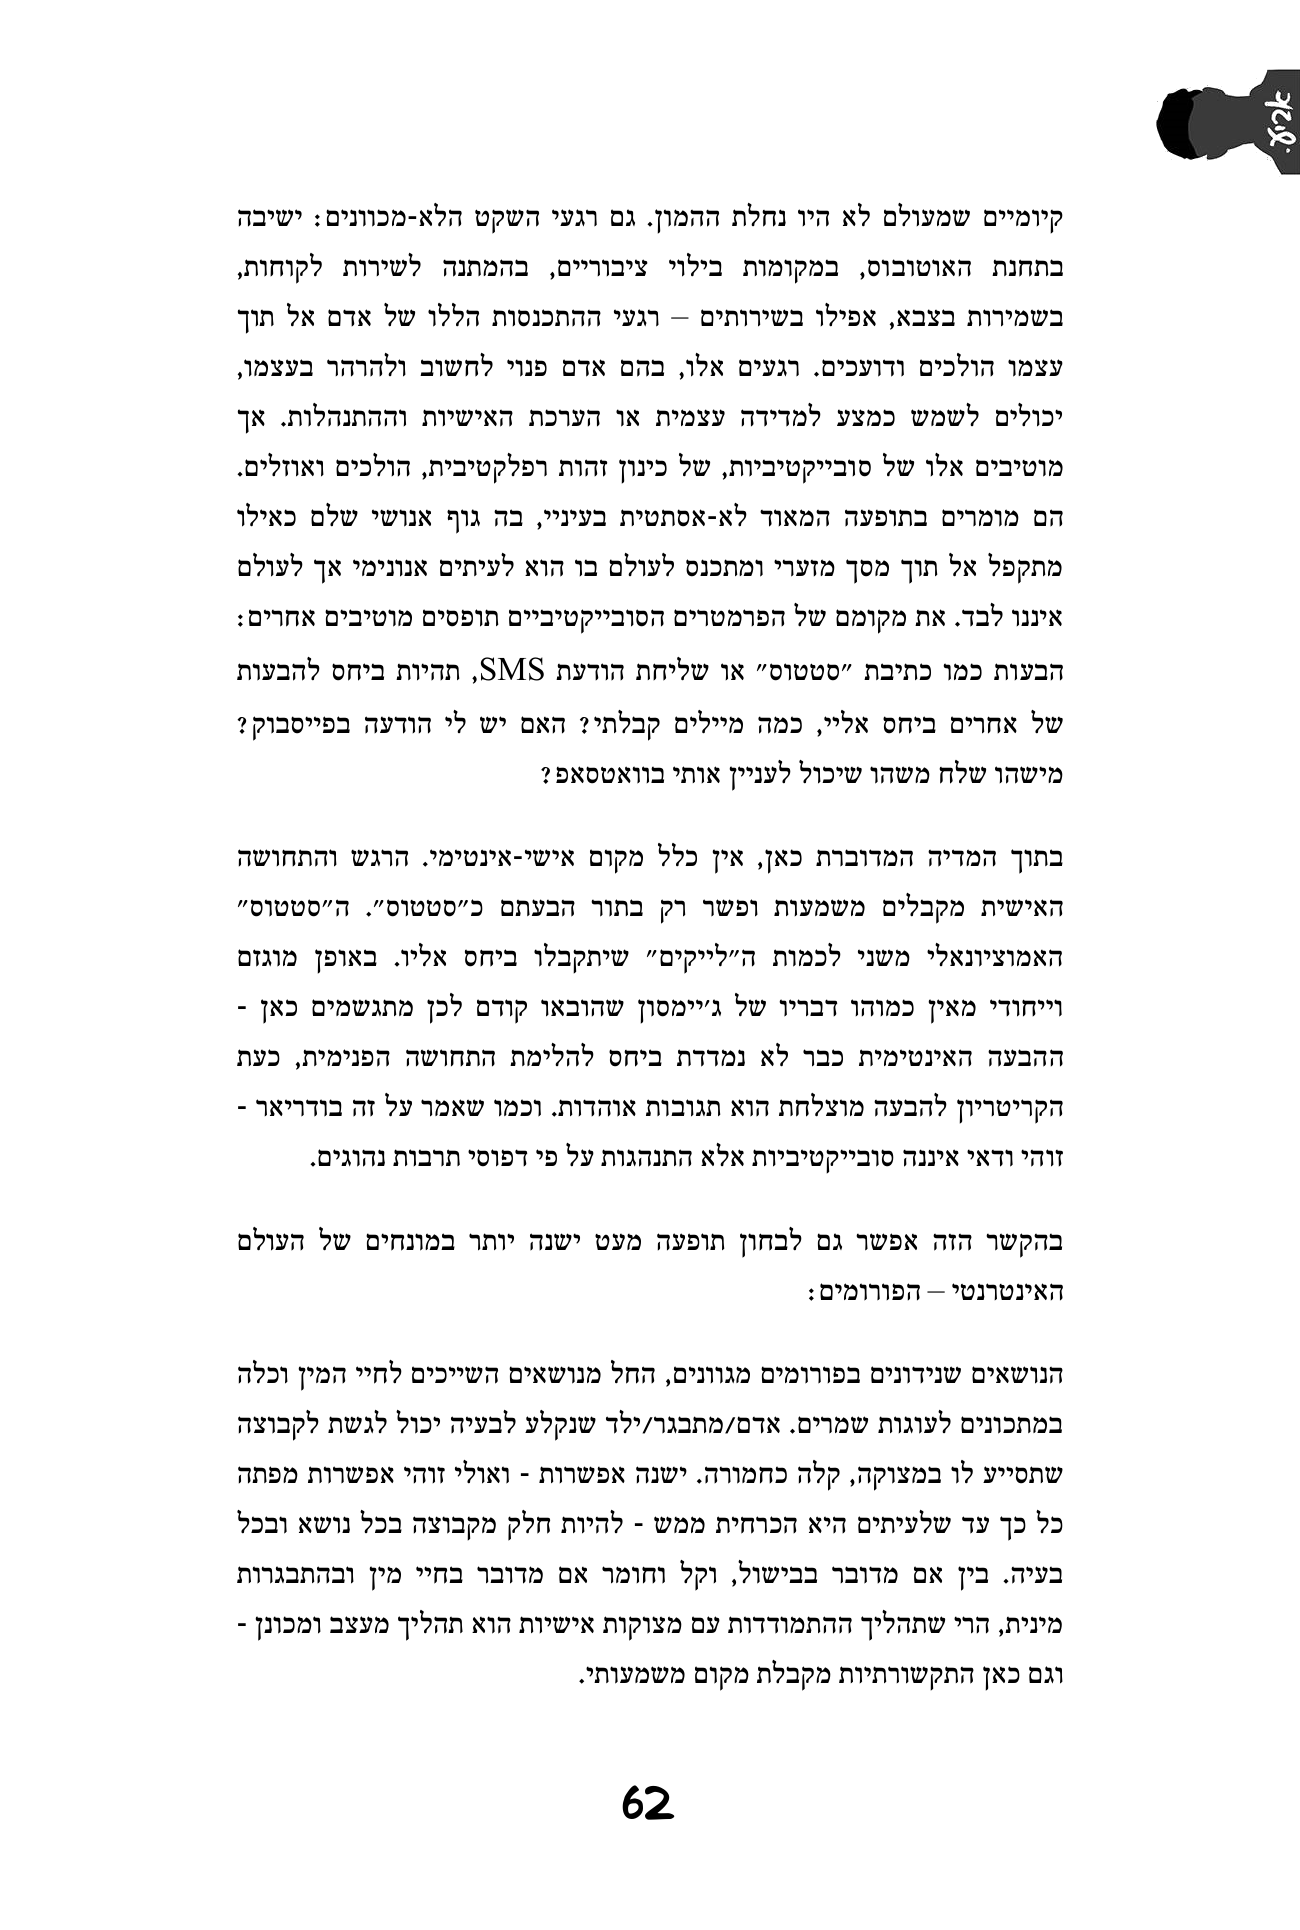 קיומיים שמעולם לא היו נחלת ההמון. גם רגעי השקט הלא-מכוונים: ישיבה
בתחנת האוטובוס, במקומות בילוי ציבוריים, בהמתנה לשירות לקוחות,
בשמירות בצבא, אפילו בשירותים – רגעי ההתכנסות הללו של אדם אל תוך
עצמו הולכים ודועכים. רגעים אלו, בהם אדם פנוי לחשוב ולהרהר בעצמו,
יכולים לשמש כמצע למדידה עצמית או הערכת האישיות וההתנהלות. אך
מוטיבים אלו של סובייקטיביות, של כינון זהות רפלקטיבית, הולכים ואוזלים.
הם מומרים בתופעה המאוד לא-אסתטית בעיניי, בה גוף אנושי שלם כאילו
מתקפל אל תוך מסך מזערי ומתכנס לעולם בו הוא לעיתים אנונימי אך לעולם
איננו לבד. את מקומם של הפרמטרים הסובייקטיביים תופסים מוטיבים אחרים:
הבעות כמו כתיבת ״סטטוס״ או שליחת הודעת SMS, תהיות ביחס להבעות
של אחרים ביחס אליי, כמה מיילים קבלתי? האם יש לי הודעה בפייסבוק?
מישהו שלח משהו שיכול לעניין אותי בוואטסאפ?
בתוך המדיה המדוברת כאן, אין כלל מקום אישי-אינטימי. הרגש והתחושה
האישית מקבלים משמעות ופשר רק בתור הבעתם כ״סטטוס״. ה״סטטוס״
האמוציונאלי משני לכמות ה״לייקים״ שיתקבלו ביחס אליו. באופן מוגזם
וייחודי מאין כמוהו דבריו של ג׳יימסון שהובאו קודם לכן מתגשמים כאן -
ההבעה האינטימית כבר לא נמדדת ביחס להלימת התחושה הפנימית, כעת
הקריטריון להבעה מוצלחת הוא תגובות אוהדות. וכמו שאמר על זה בודריאר -
זוהי ודאי איננה סובייקטיביות אלא התנהגות על פי דפוסי תרבות נהוגים.
בהקשר הזה אפשר גם לבחון תופעה מעט ישנה יותר במונחים של העולם
האינטרנטי – הפורומים:
הנושאים שנידונים בפורומים מגוונים, החל מנושאים השייכים לחיי המין וכלה
במתכונים לעוגות שמרים. אדם/מתבגר/ילד שנקלע לבעיה יכול לגשת לקבוצה
שתסייע לו במצוקה, קלה כחמורה. ישנה אפשרות - ואולי זוהי אפשרות מפתה
כל כך עד שלעיתים היא הכרחית ממש - להיות חלק מקבוצה בכל נושא ובכל
בעיה. בין אם מדובר בבישול, וקל וחומר אם מדובר בחיי מין ובהתבגרות
מינית, הרי שתהליך ההתמודדות עם מצוקות אישיות הוא תהליך מעצב ומכונן -
וגם כאן התקשורתיות מקבלת מקום משמעותי.
62